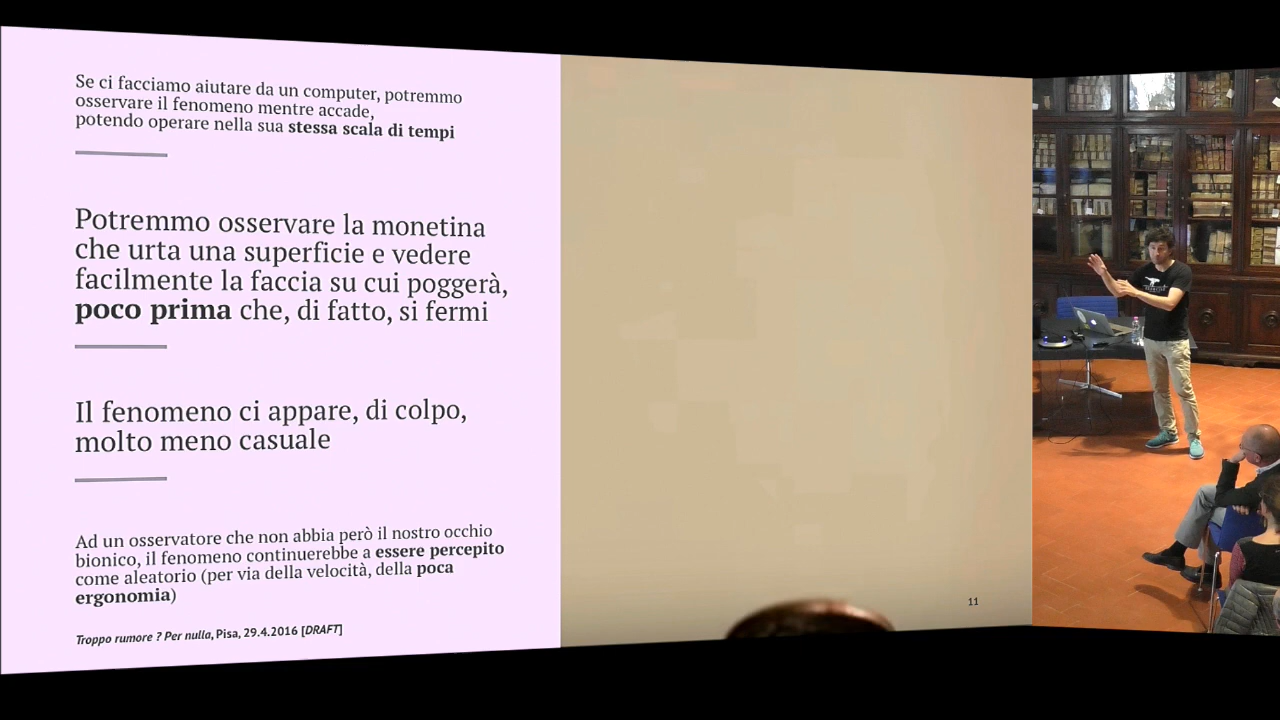 Se ci facciamo aiutare da un computer, potremmo
osservare il fenomeno mentre accade,
potendo operare nella sua stessa scala di tempi
Potremmo osservare la monetina
che urta una superficie e vedere
facilmente la faccia su cui poggerà,
poco prima che, di fatto, si fermi
Il fenomeno ci appare, di colpo,
molto meno casuale
Ad un osservatore che non abbia però il nostro occhio
bionico, il fenomeno continuerebbe a essere percepito
come aleatorio (per via della velocità, della poca
ergonomia)
Troppo rumore ? Per nulla, Pisa, 29.4.2016 [DRAFT]
11